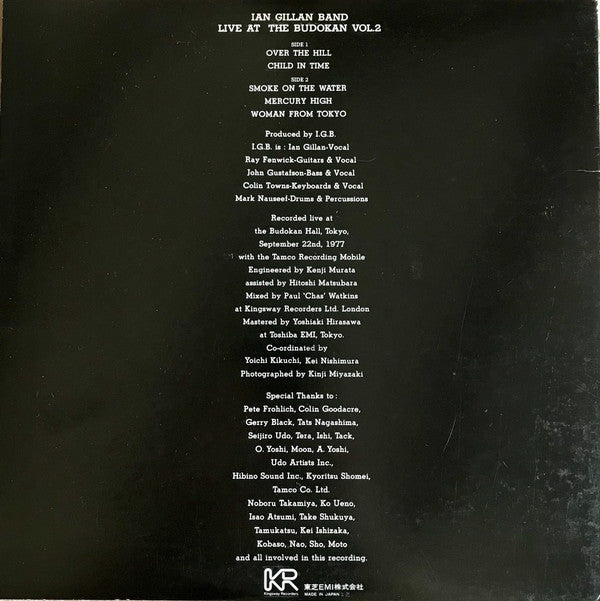 IAN GILLAN BAND
LIVE AT THE BUDOKAN VOL.2
SIDE 1
OVER THE HILL
CHILD IN TIME
SIDE 2
SMOKE ON THE WATER
MERCURY HIGH
WOMAN FROM TOKYO
Produced by I.G.B.
I.G.B. is : Ian Gillan-Vocal
Ray Fenwick-Guitars & Vocal
John Gustafson-Bass & Vocal
Colin Towns-Keyboards & Vocal
Mark Nauseef-Drums & Percussions
Recorded live at
the Budokan Hall, Tokyo,
September 22nd, 1977
with the Tamco Recording Mobile
Engineered by Kenji Murata
assisted by Hitoshi Matsubara
Mixed by Paul 'Chas' Watkins
at Kingsway Recorders Ltd. London
Mastered by Yoshiaki Hirasawa
at Toshiba EMI, Tokyo.
Co-ordinated by
Yoichi Kikuchi, Kei Nishimura
Photographed by Kinji Miyazaki
Special Thanks to :
Pete Frohlich, Colin Goodacre,
Gerry Black, Tats Nagashima,
Seijiro Udo, Tera, Ishi, Tack,
O. Yoshi, Moon, A. Yoshi,
Udo Artists Inc.,
Hibino Sound Inc., Kyoritsu Shomei,
Tamco Co. Ltd.
Noboru Takamiya, Ko Ueno,
Isao Atsumi, Take Shukuya,
Tamukatsu, Kei Ishizaka,
Kobaso, Nao, Sho, Moto
and all involved in this recording.
KR
Kingsway Recorders
東芝EMI株式会社
MADE IN JAPAN